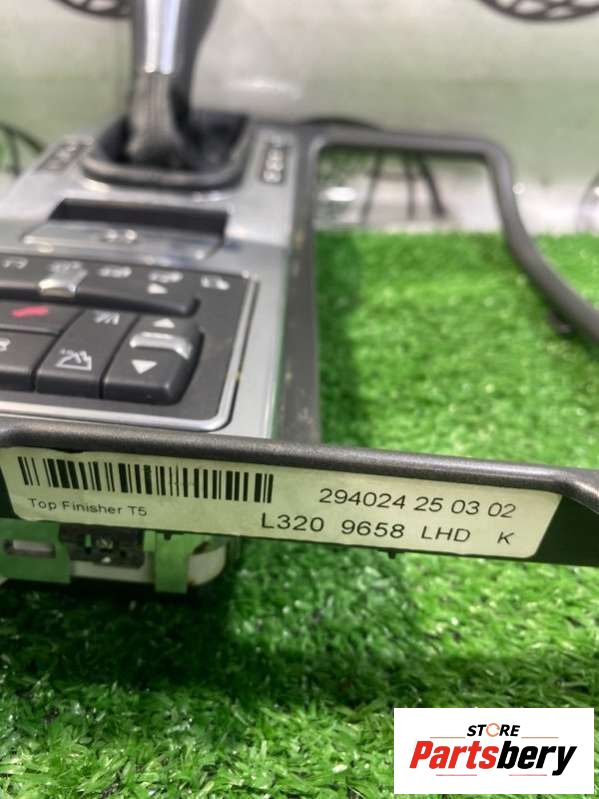 294024 25 03 02
Top Finisher T5
L320 9658 LHD K
STORE
Partsbery